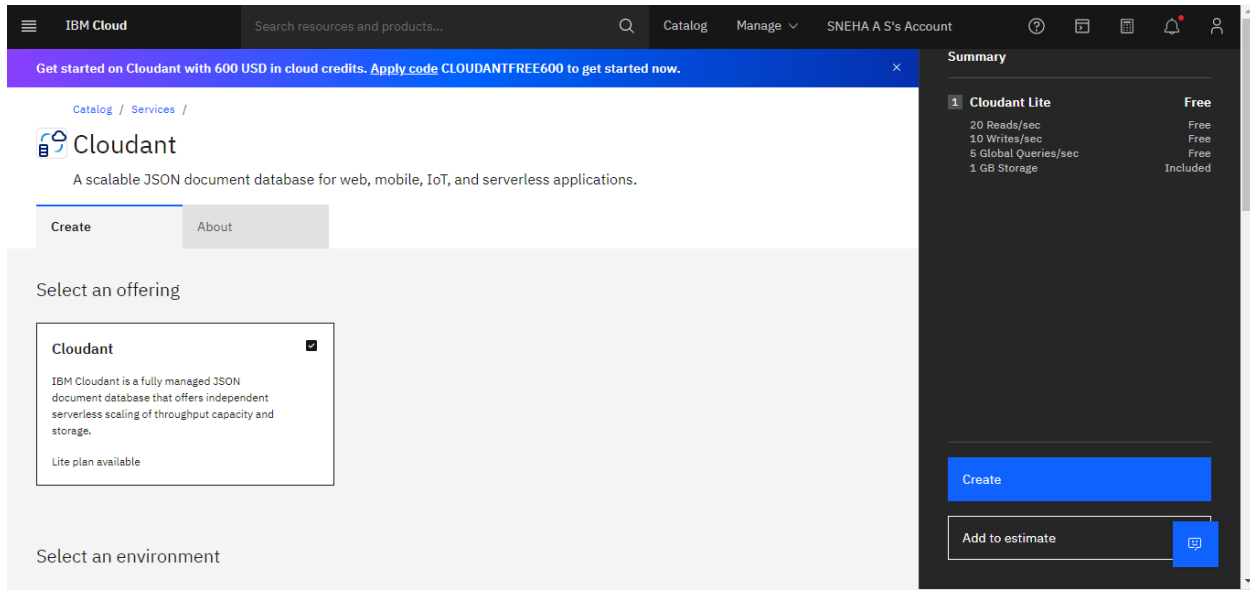 IBM Cloud
Search resources and products...
Catalog
Manage
SNEHA A S's Account
Get started on Cloudant with 600 USD in cloud credits. Apply code CLOUDANTFREE600 to get started now.
Catalog / Services /
Cloudant
A scalable JSON document database for web, mobile, IoT, and serverless applications.
Create
About
Select an offering
Cloudant
IBM Cloudant is a fully managed JSON
document database that offers independent
serverless scaling of throughput capacity and
storage.
Lite plan available
Select an environment
Summary
1 Cloudant Lite Free
20 Reads/sec Free
10 Writes/sec Free
5 Global Queries/sec Free
1 GB Storage Included
Create
Add to estimate